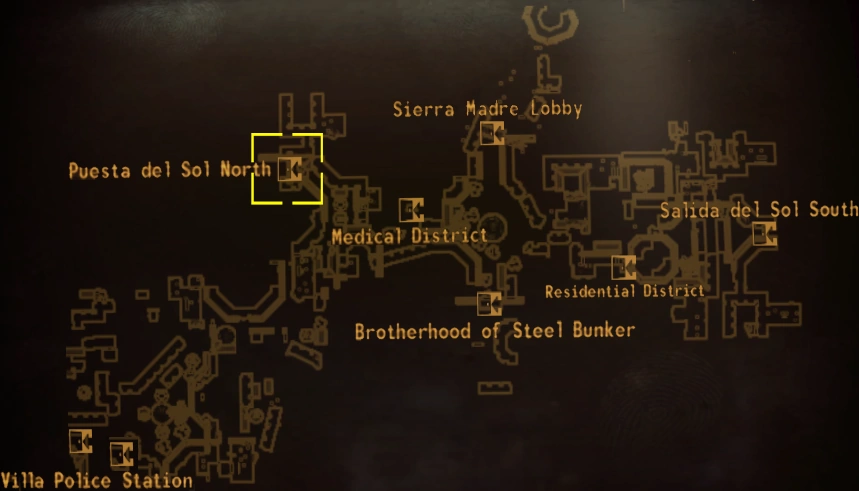 Sierra Madre Lobby
Puesta del Sol North
Salida del Sol South
Medical District
Residential District
Brotherhood of Steel Bunker
Villa Police Station